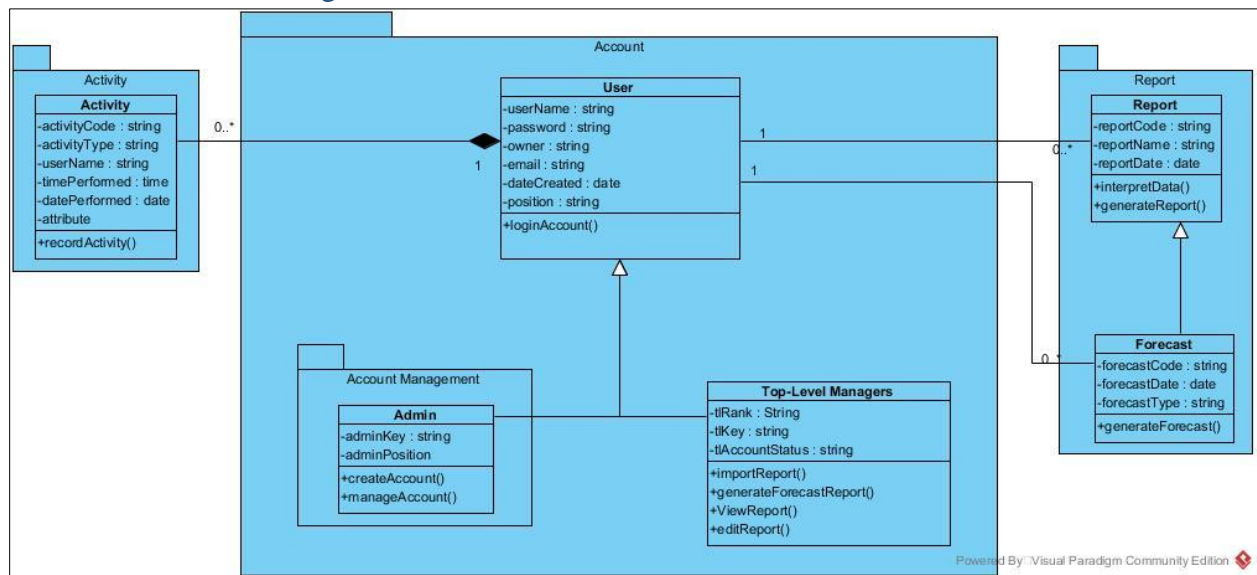 Account
Activity
Activity
-activityCode : string
-activityType : string
-userName : string
-timePerformed : time
-datePerformed : date
-attribute
+recordActivity()
0..*
1
User
-userName : string
-password : string
-owner : string
-email : string
-dateCreated : date
-position : string
+loginAccount()
1
0..*
1
0..*
Report
Report
-reportCode : string
-reportName : string
-reportDate : date
+interpretData()
+generateReport()
Forecast
-forecastCode : string
-forecastDate : date
-forecastType : string
+generateForecast()
Account Management
Admin
-adminKey : string
-adminPosition
+createAccount()
+manageAccount()
Top-Level Managers
-tlRank : String
-tlKey : string
-tlAccountStatus : string
+importReport()
+generateForecastReport()
+ViewReport()
+editReport()
Powered By Visual Paradigm Community Edition